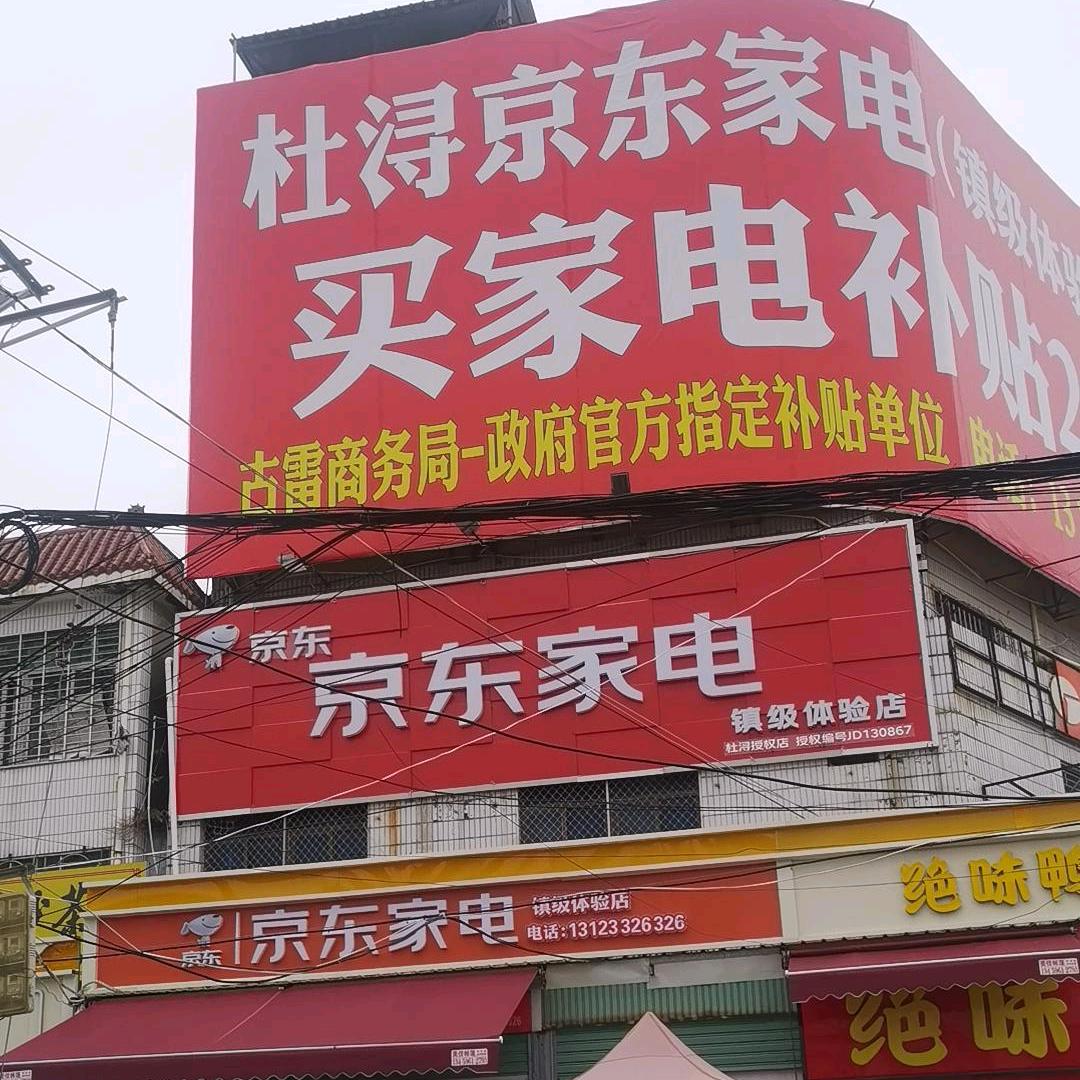 杜浔京东家电
（镇级体验
买家电补贴2
古雷商务局-政府官方指定补贴单位
京东
京东家电
镇级体验店
杜浔授权店 授权编号JD130867
京东
京东家电
镇级体验店
电话:13123326326
绝味鸭
绝味